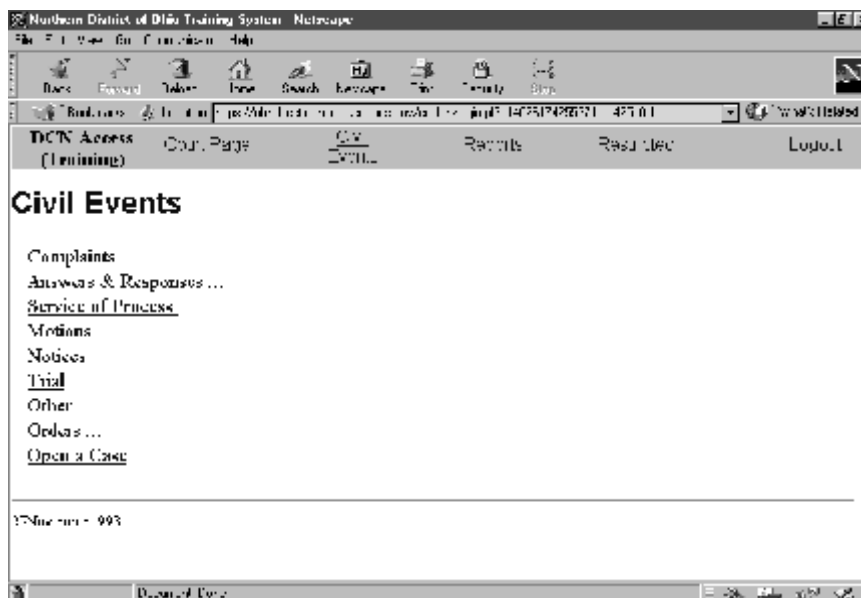 Northern District of Ohio Training System - Netscape
File Edit View Go Communicator Help
Back Forward Reload Home Search Netscape Print Security Stop
Bookmarks Location What's Related
DCN Access (Training) Court Page Civil Events Reports Restricted Logout
Civil Events
Complaints
Answers & Responses ...
Service of Process
Motions
Notices
Trial
Other
Orders ...
Open a Case
Document Done